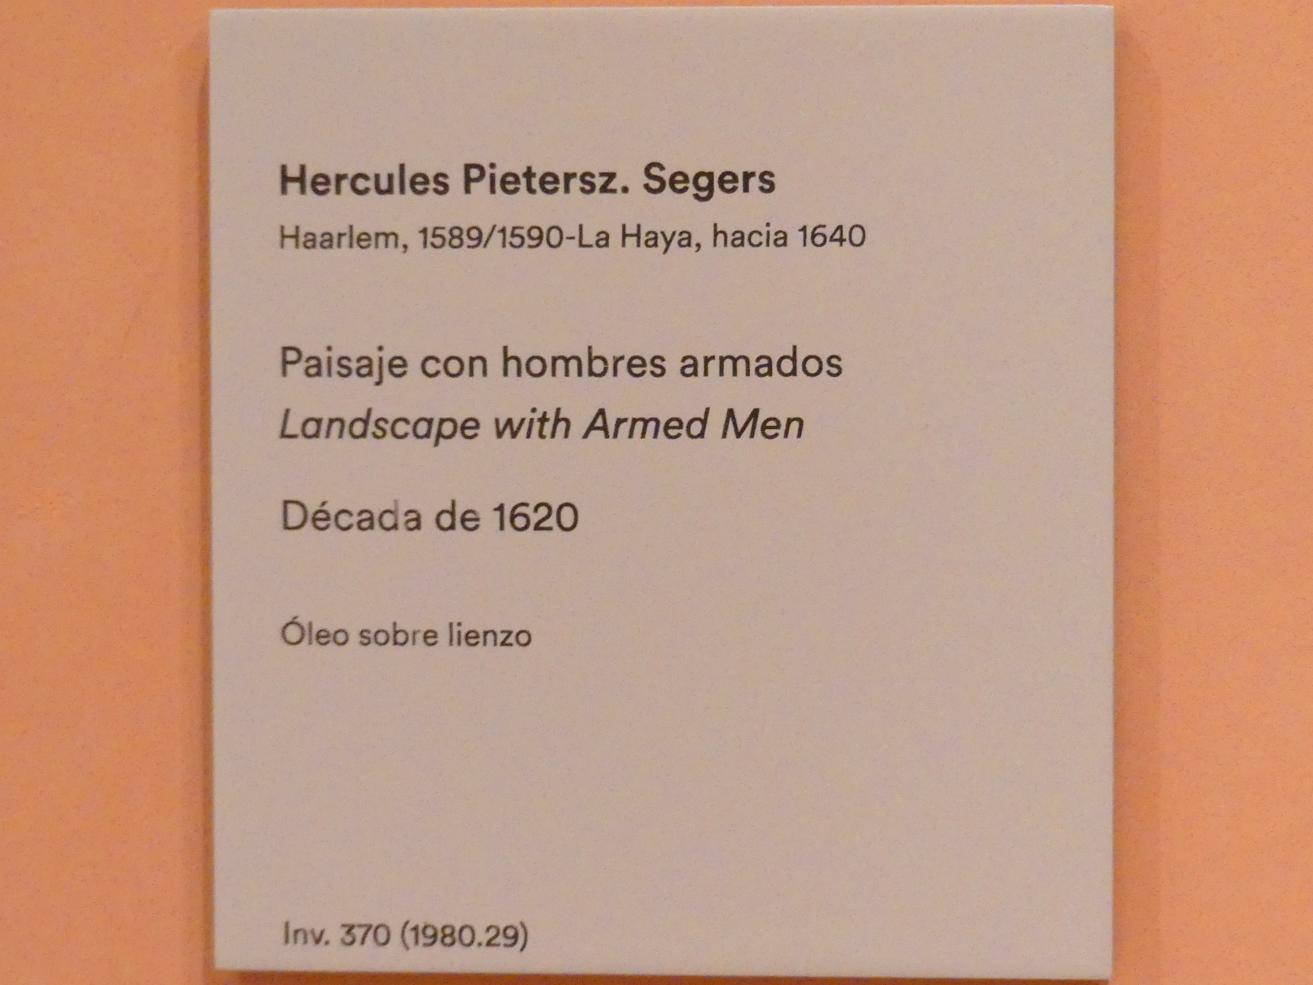 Hercules Pietersz. Segers
Haarlem, 1589/1590-La Haya, hacia 1640
Paisaje con hombres armados
Landscape with Armed Men
Década de 1620
Óleo sobre lienzo
Inv. 370 (1980.29)